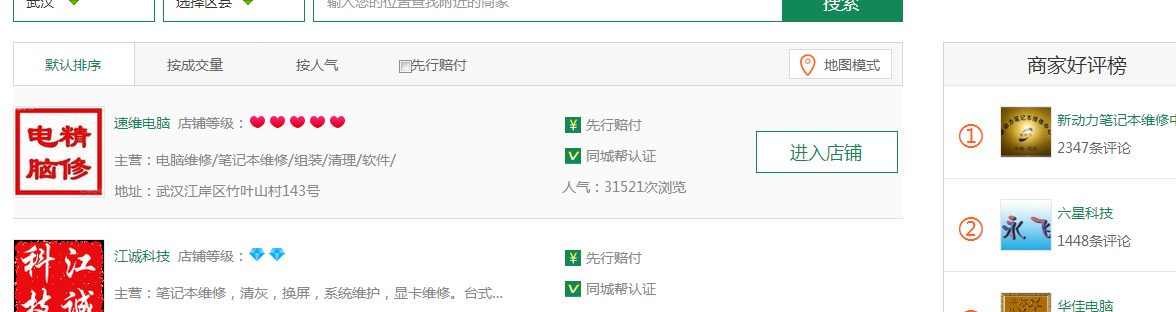 武汉 选择区县 输入您的位置查找附近的商家 搜索
默认排序 按成交量 按人气 先行赔付 地图模式
电精
脑修
速维电脑 店铺等级：
主营：电脑维修/笔记本维修/组装/清理/软件/
地址：武汉江岸区竹叶山村143号
¥ 先行赔付
同城帮认证
人气：31521次浏览
进入店铺
科江
技诚
江诚科技 店铺等级：
主营：笔记本维修，清灰，换屏，系统维护，显卡维修。台式...
¥ 先行赔付
同城帮认证
商家好评榜
1 新动力笔记本维修中
2347条评论
2 永飞 六星科技
1448条评论
华佳电脑